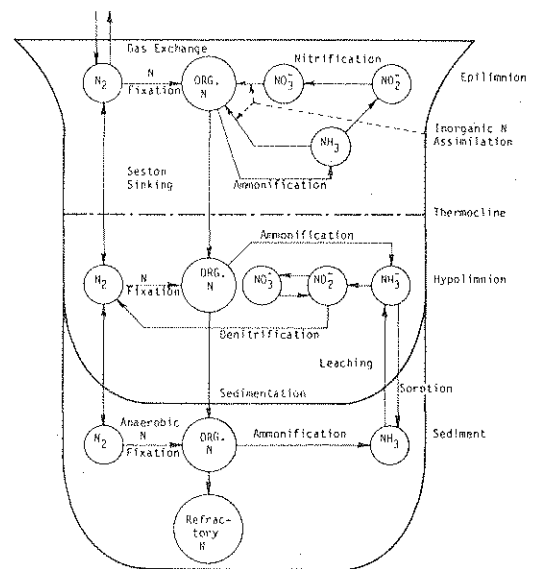 Gas Exchange
N₂
N
Fixation
ORG.
N
Nitrification
NO₃⁻
NO₂⁻
Epilimnion
Inorganic N
Assimilation
NH₃
Ammonification
Seston
Sinking
Thermocline
Ammonification
N₂
N
Fixation
ORG.
N
NO₃⁻
NO₂⁻
NH₃⁻
Hypolimnion
Denitrification
Leaching
Sedimentation
Sorption
N₂
Anaerobic
N
Fixation
ORG.
N
Ammonification
NH₃
Sediment
Refrac-
tory
N